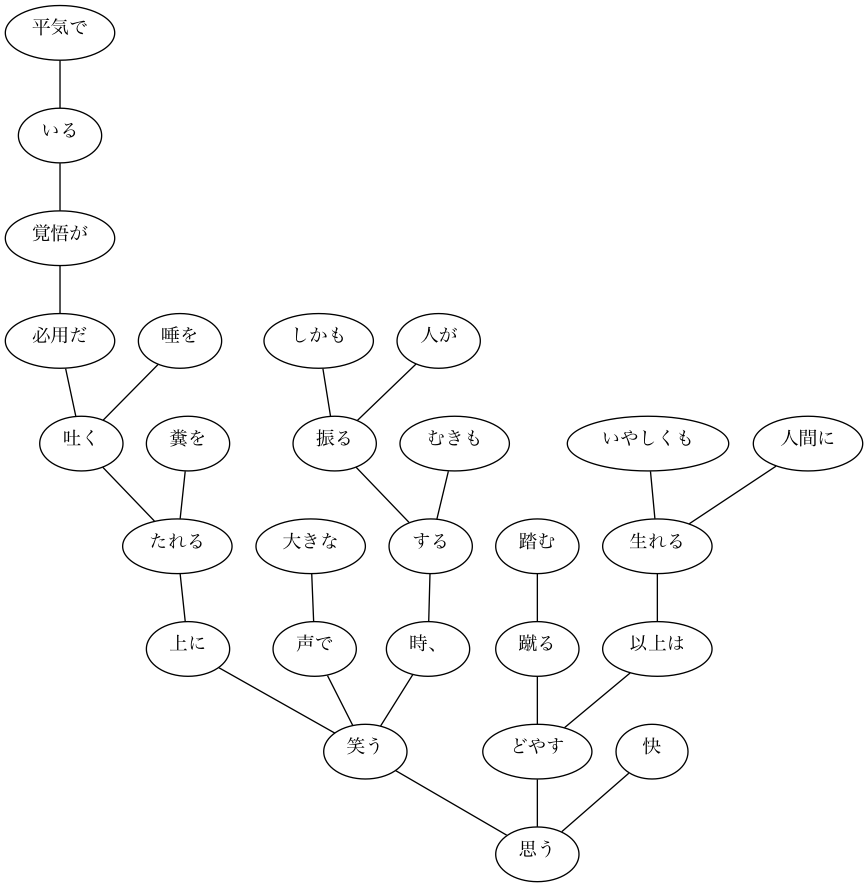 平気で
いる
覚悟が
必用だ 唾を しかも 人が
吐く 糞を 振る むきも いやしくも 人間に
たれる 大きな する 踏む 生れる
上に 声で 時、 蹴る 以上は
笑う どやす 快
思う